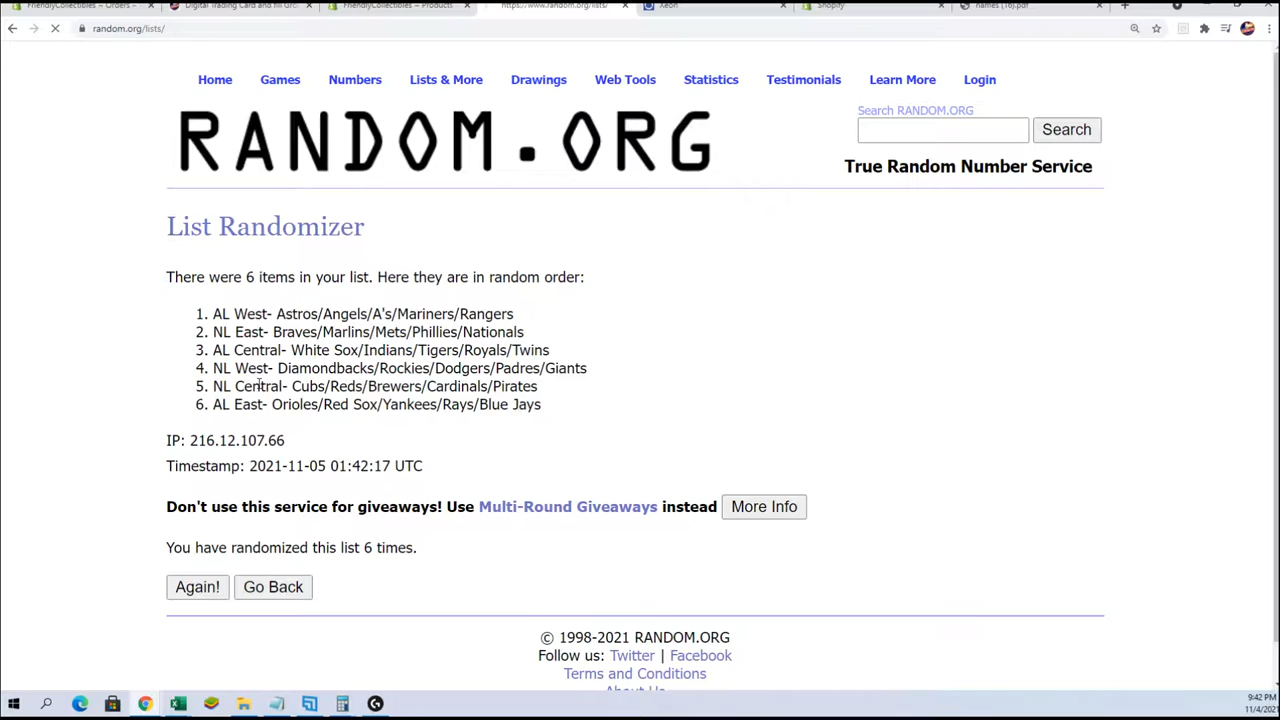 FriendlyCollectibles ~ Orders ·
Digital Trading Card and fill Gr
FriendlyCollectibles ~ Products
https://www.random.org/lists/
Xeon
Shopify
names (16).pdf
random.org/lists/
Home Games Numbers Lists & More Drawings Web Tools Statistics Testimonials Learn More Login
RANDOM.ORG
Search RANDOM.ORG
Search
True Random Number Service
List Randomizer
There were 6 items in your list. Here they are in random order:
1. AL West- Astros/Angels/A's/Mariners/Rangers
2. NL East- Braves/Marlins/Mets/Phillies/Nationals
3. AL Central- White Sox/Indians/Tigers/Royals/Twins
4. NL West- Diamondbacks/Rockies/Dodgers/Padres/Giants
5. NL Central- Cubs/Reds/Brewers/Cardinals/Pirates
6. AL East- Orioles/Red Sox/Yankees/Rays/Blue Jays
IP: 216.12.107.66
Timestamp: 2021-11-05 01:42:17 UTC
Don't use this service for giveaways! Use Multi-Round Giveaways instead More Info
You have randomized this list 6 times.
Again! Go Back
© 1998-2021 RANDOM.ORG
Follow us: Twitter | Facebook
Terms and Conditions
About Us
9:42 PM
11/4/2021